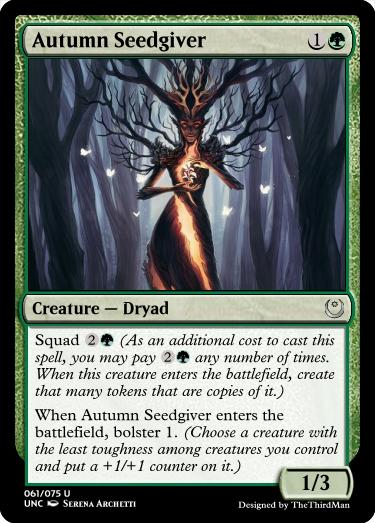 Autumn Seedgiver 1
Creature — Dryad
Squad 2 (As an additional cost to cast this
spell, you may pay 2 any number of times.
When this creature enters the battlefield, create
that many tokens that are copies of it.)
When Autumn Seedgiver enters the
battlefield, bolster 1. (Choose a creature with
the least toughness among creatures you control
and put a +1/+1 counter on it.)
1/3
061/075 U
UNC Serena Archetti
Designed by TheThirdMan